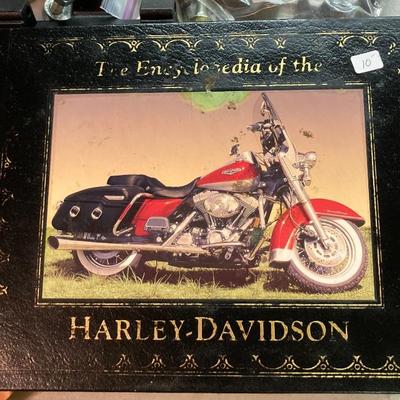 The Encyclopedia of the
10
HARLEY-DAVIDSON